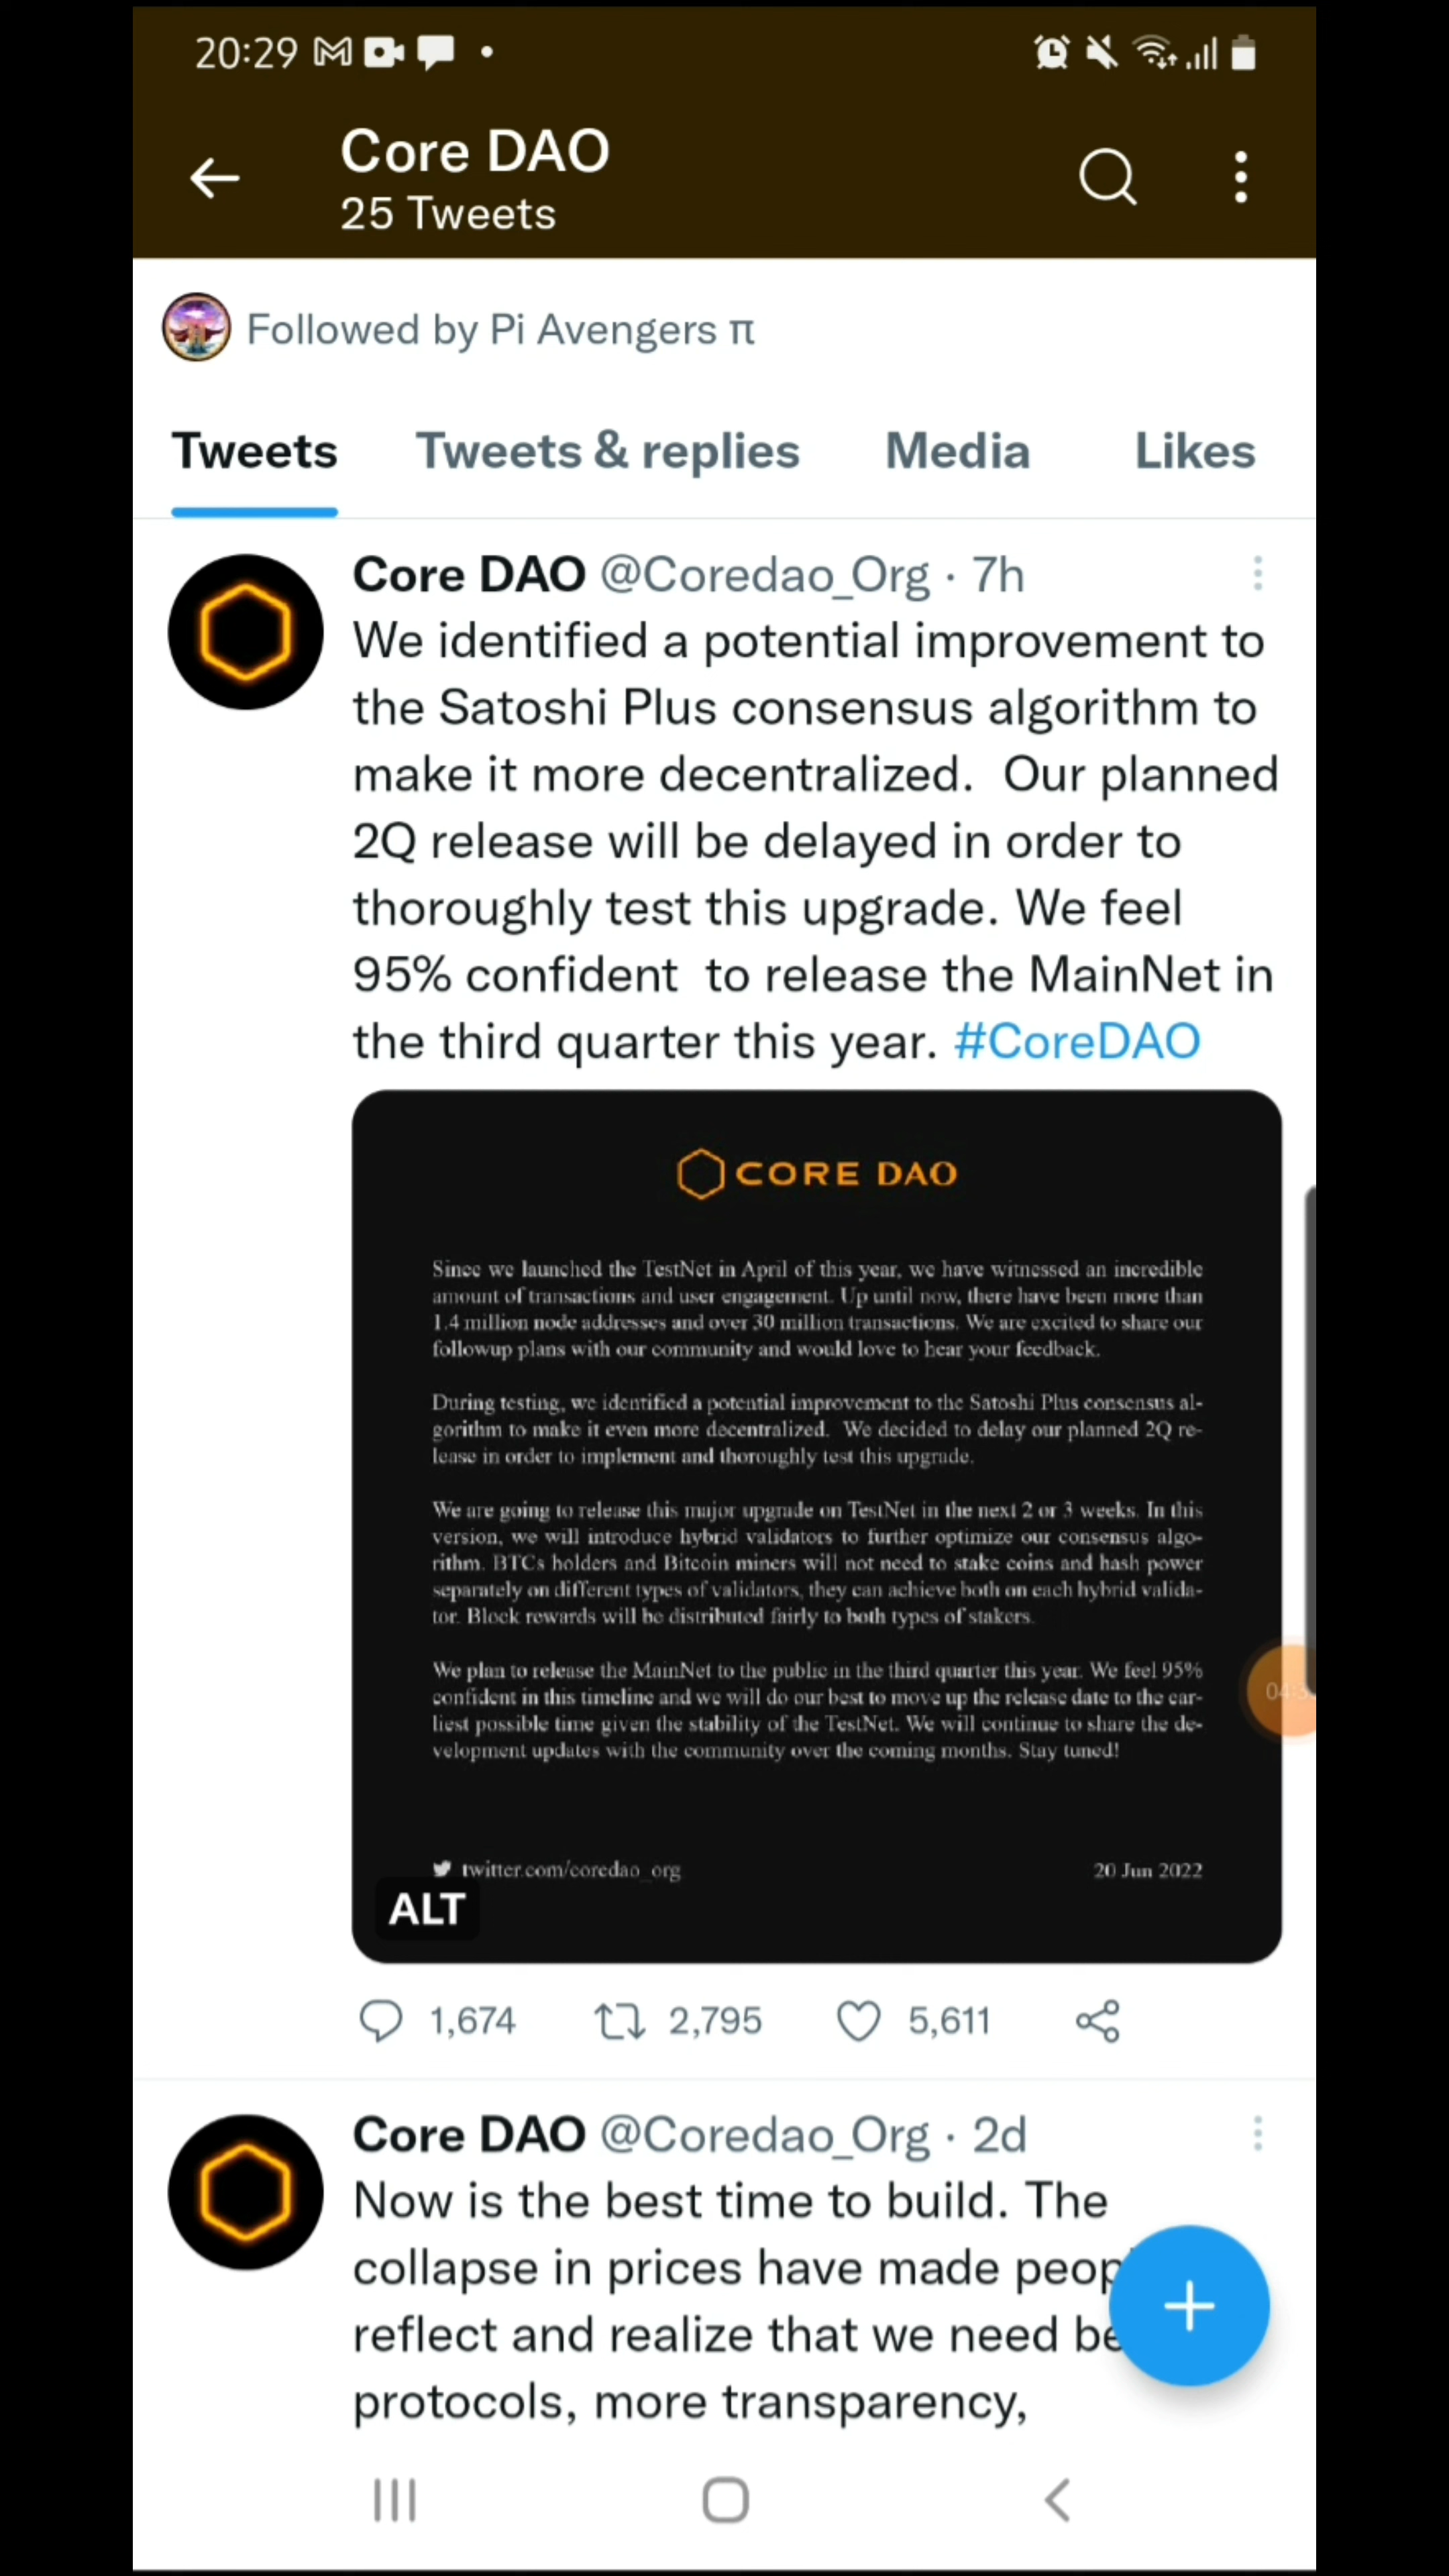 20:29
Core DAO
25 Tweets
Followed by Pi Avengers π
Tweets Tweets & replies Media Likes
Core DAO @Coredao_Org · 7h
We identified a potential improvement to
the Satoshi Plus consensus algorithm to
make it more decentralized.  Our planned
2Q release will be delayed in order to
thoroughly test this upgrade. We feel
95% confident  to release the MainNet in
the third quarter this year. #CoreDAO
CORE DAO
Since we launched the TestNet in April of this year, we have witnessed an incredible
amount of transactions and user engagement. Up until now, there have been more than
1.4 million node addresses and over 30 million transactions. We are excited to share our
followup plans with our community and would love to hear your feedback.
During testing, we identified a potential improvement to the Satoshi Plus consensus al-
gorithm to make it even more decentralized.  We decided to delay our planned 2Q re-
lease in order to implement and thoroughly test this upgrade.
We are going to release this major upgrade on TestNet in the next 2 or 3 weeks. In this
version, we will introduce hybrid validators to further optimize our consensus algo-
rithm. BTCs holders and Bitcoin miners will not need to stake coins and hash power
separately on different types of validators, they can achieve both on each hybrid valida-
tor. Block rewards will be distributed fairly to both types of stakers.
We plan to release the MainNet to the public in the third quarter this year. We feel 95%
confident in this timeline and we will do our best to move up the release date to the ear-
liest possible time given the stability of the TestNet. We will continue to share the de-
velopment updates with the community over the coming months. Stay tuned!
twitter.com/coredao_org 20 Jun 2022
ALT
1,674 2,795 5,611
Core DAO @Coredao_Org · 2d
Now is the best time to build. The
collapse in prices have made
reflect and realize that we need
protocols, more transparency,